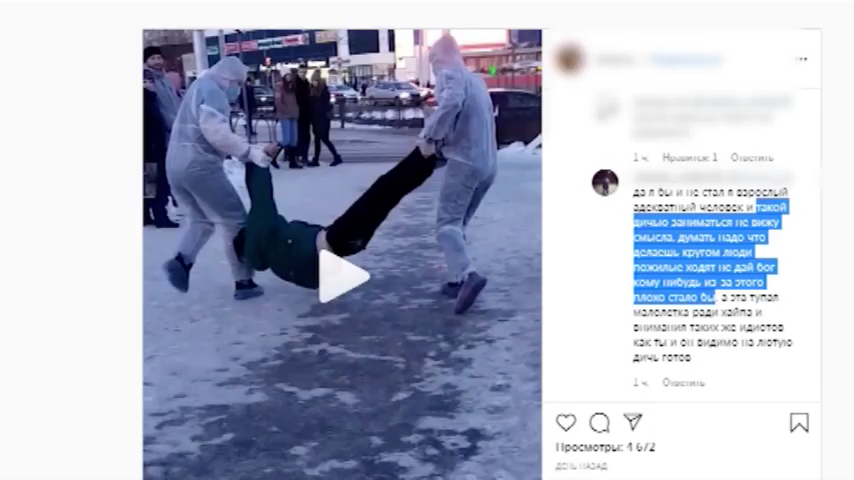 1 ч. Нравится: 1 Ответить
да я бы и не стал я взрослый
адекватный человек и такой
дичью заниматься не вижу
смысла. думать надо что
делаешь кругом люди
пожилые ходят не дай бог
кому нибудь из за этого
плохо стало бы. а эта тупая
малолетка ради хайпа и
внимания таких же идиотов
как ты и он видимо на лютую
дичь готов
1 ч. Ответить
Просмотры: 4 672
ДЕНЬ НАЗАД